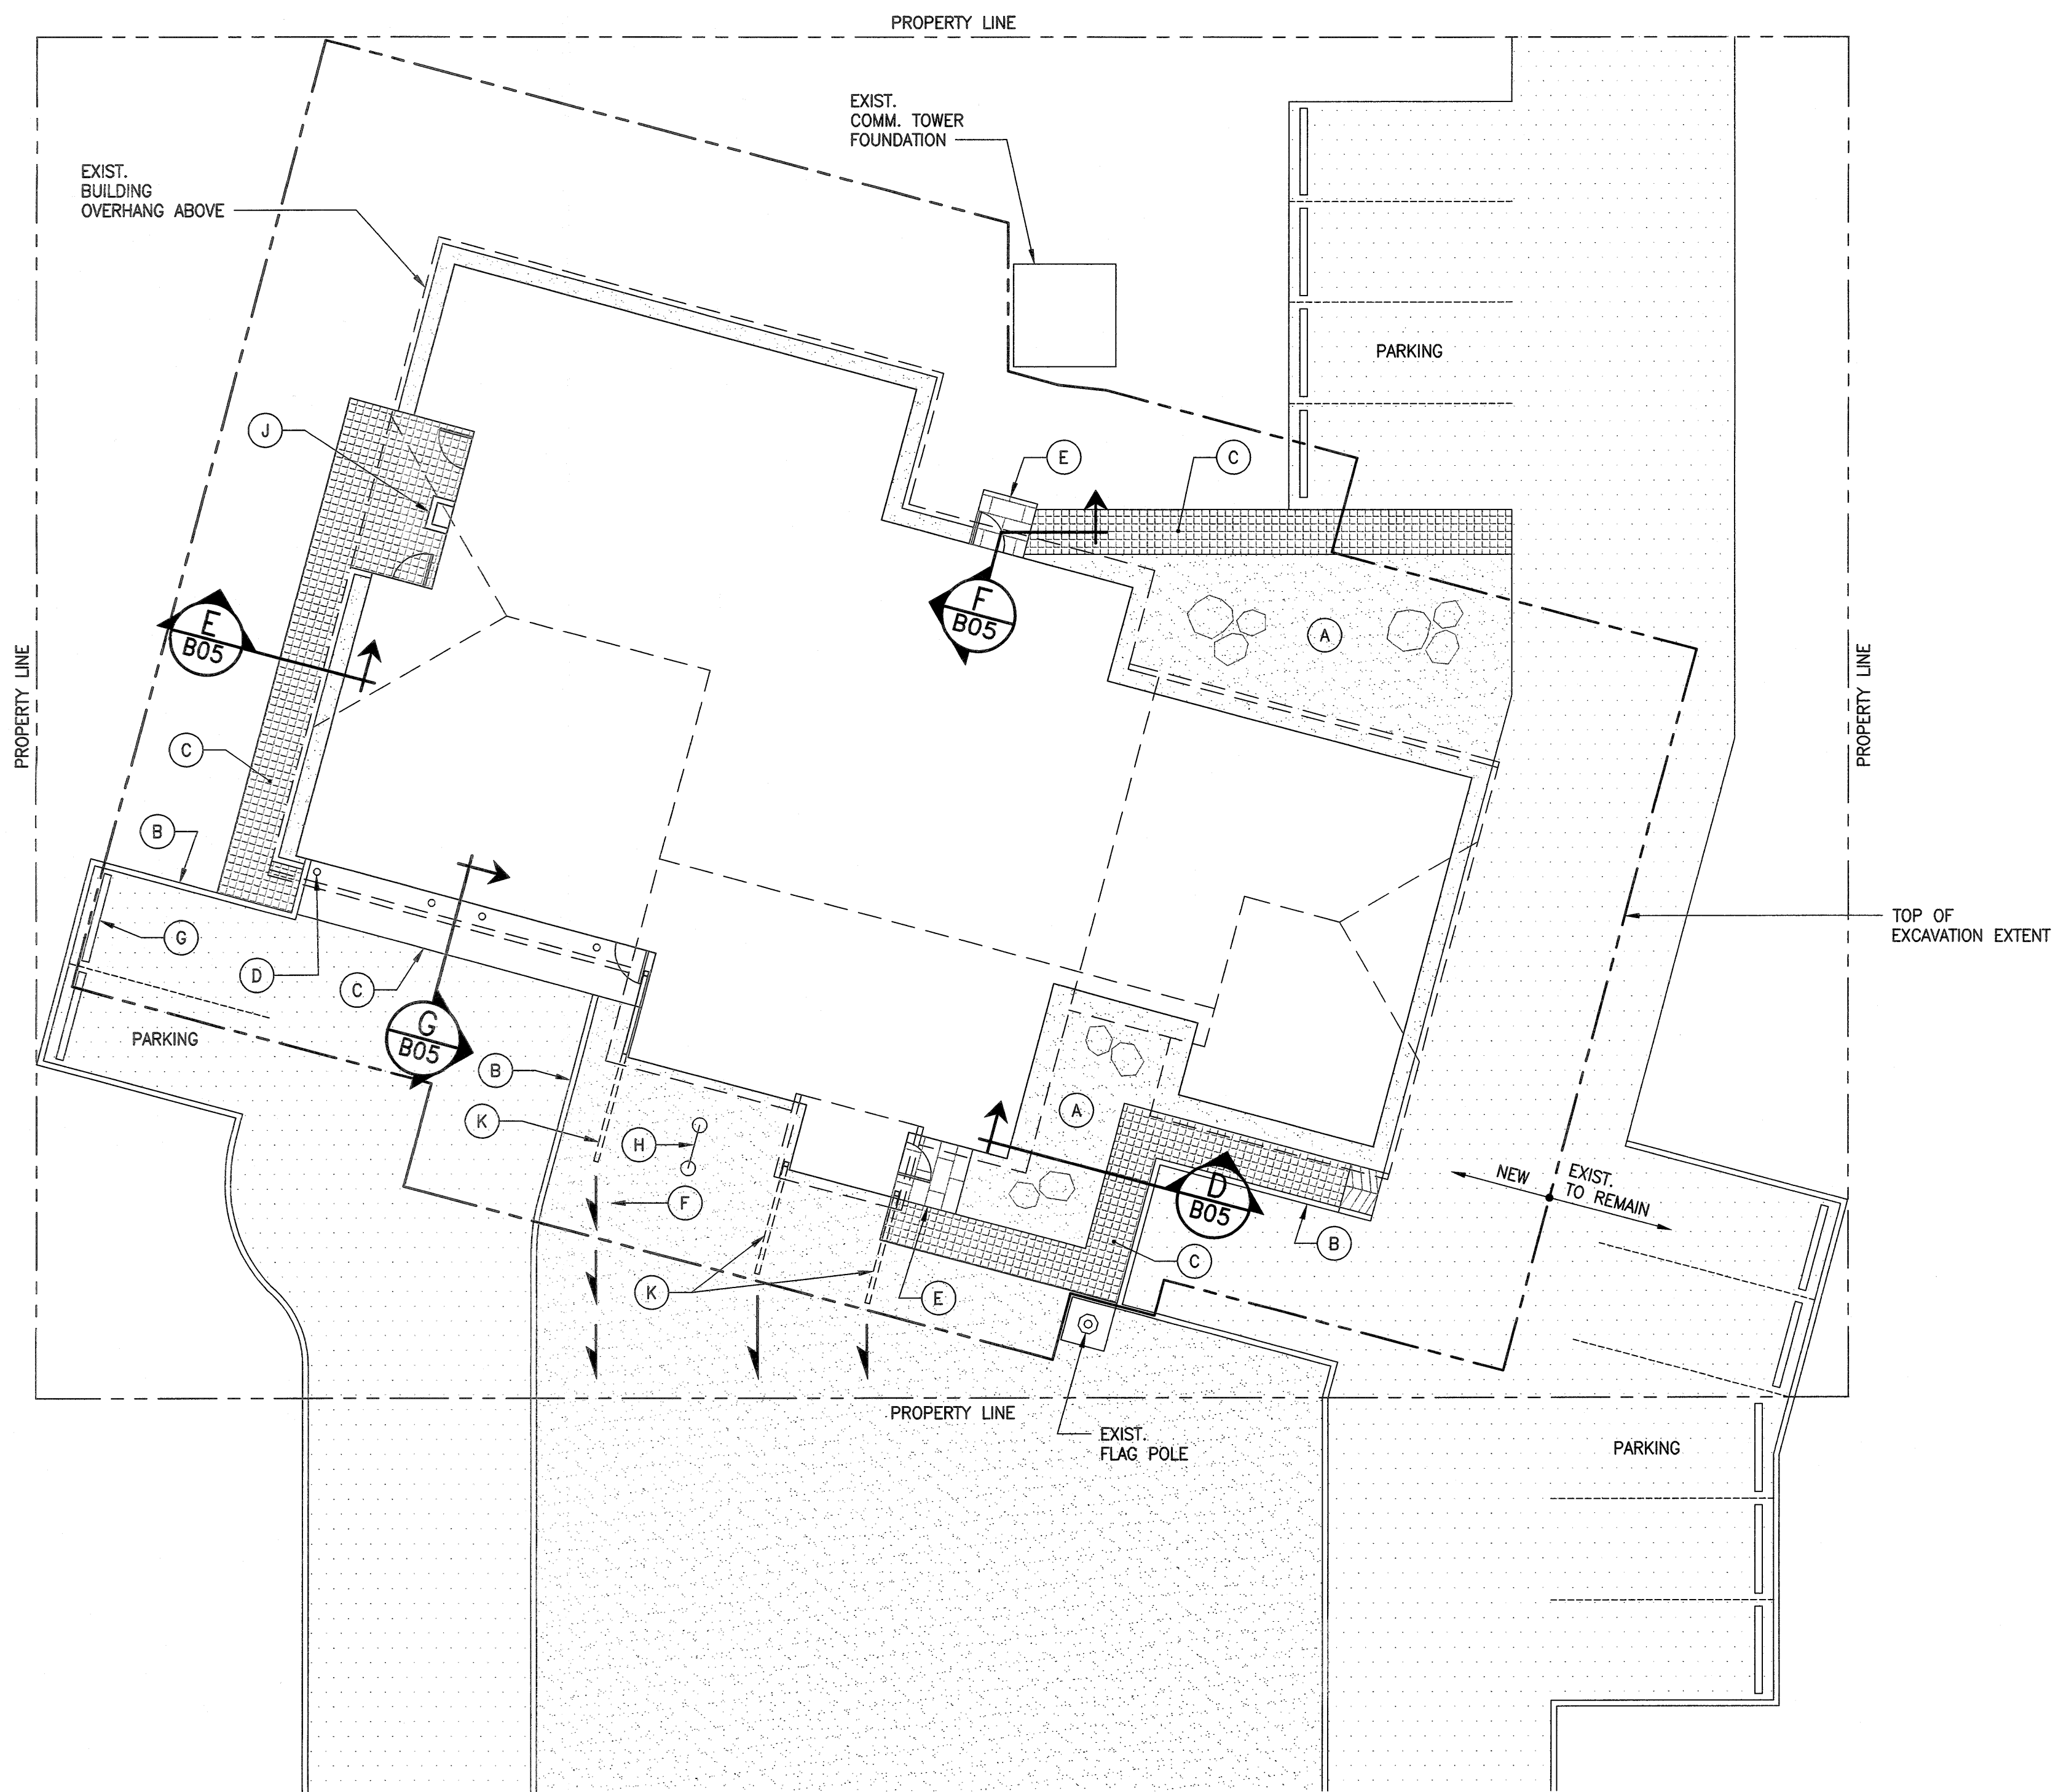 PROPERTY LINE
EXIST.
COMM. TOWER
FOUNDATION
EXIST.
BUILDING
OVERHANG ABOVE
PARKING
J
E
C
E
B05
F
B05
A
PROPERTY LINE
PROPERTY LINE
C
B
G
D
C
TOP OF
EXCAVATION EXTENT
PARKING
G
B05
B
K
H
A
F
D
B05
NEW
EXIST.
TO REMAIN
B
C
K
E
PROPERTY LINE
EXIST.
FLAG POLE
PARKING